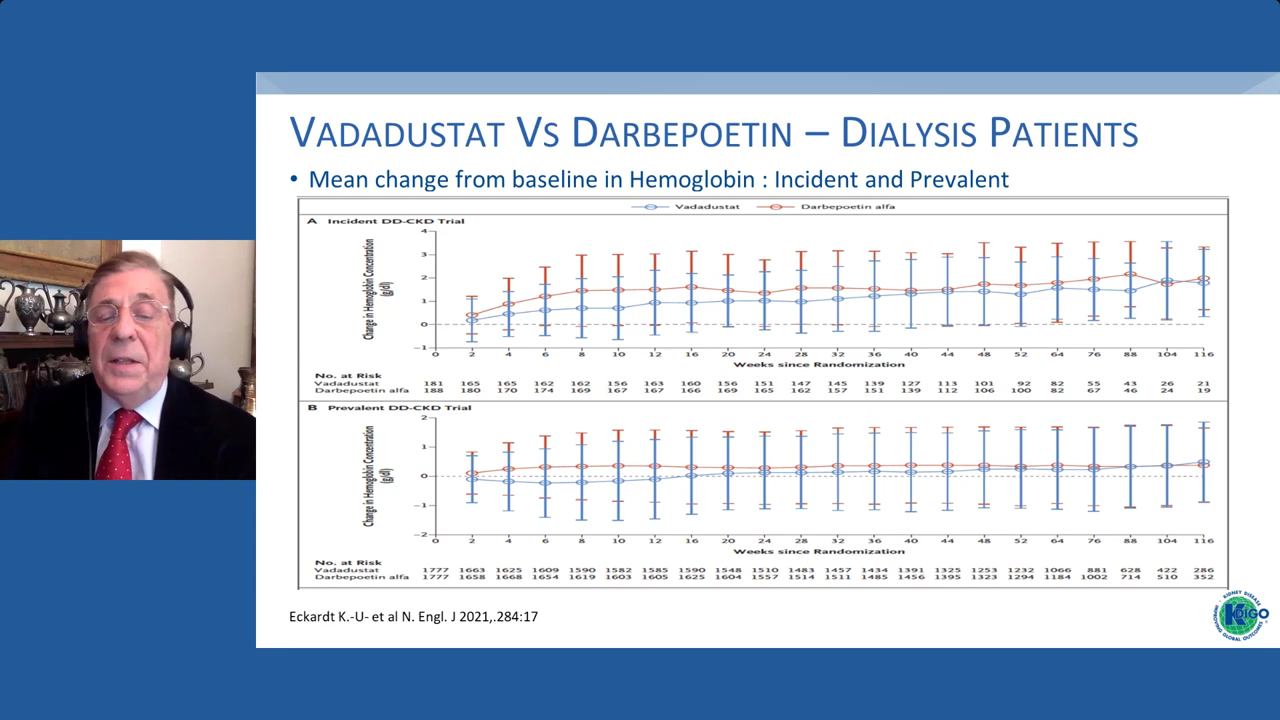 VADADUSTAT VS DARBEPOETIN – DIALYSIS PATIENTS
• Mean change from baseline in Hemoglobin : Incident and Prevalent
Vadadustat Darbepoetin alfa
A Incident DD-CKD Trial
Change in Hemoglobin Concentration
(g/dl)
4
3
2
1
0
−1
0 2 4 6 8 10 12 16 20 24 28 32 36 40 44 48 52 64 76 88 104 116
Weeks since Randomization
No. at Risk
Vadadustat 181 165 165 162 162 156 163 160 156 151 147 145 139 127 113 101 92 82 55 43 26 21
Darbepoetin alfa 188 180 170 174 169 167 167 166 169 165 162 157 151 139 112 106 100 82 67 46 24 19
B Prevalent DD-CKD Trial
Change in Hemoglobin Concentration
(g/dl)
2
1
0
−1
−2
0 2 4 6 8 10 12 16 20 24 28 32 36 40 44 48 52 64 76 88 104 116
Weeks since Randomization
No. at Risk
Vadadustat 1777 1663 1625 1609 1590 1582 1585 1590 1548 1510 1483 1457 1434 1391 1325 1253 1232 1066 881 628 422 286
Darbepoetin alfa 1777 1658 1668 1654 1619 1603 1605 1625 1604 1557 1514 1511 1485 1456 1395 1323 1294 1184 1002 714 510 352
Eckardt K.-U- et al N. Engl. J 2021,.284:17
KIDNEY DISEASE
KDIGO
IMPROVING GLOBAL OUTCOMES